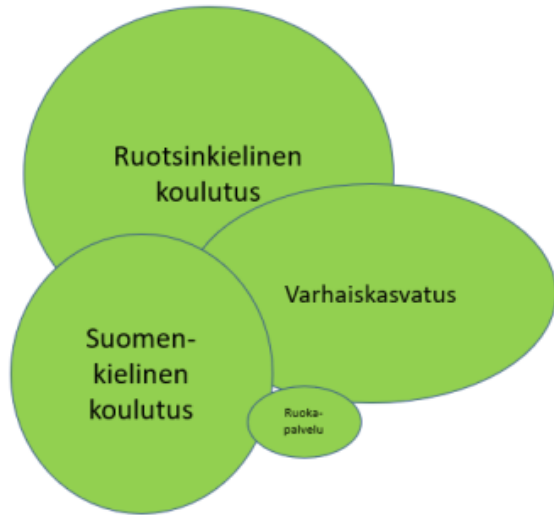 Ruotsinkielinen
koulutus
Varhaiskasvatus
Suomen-
kielinen
koulutus
Ruoka-
palvelu